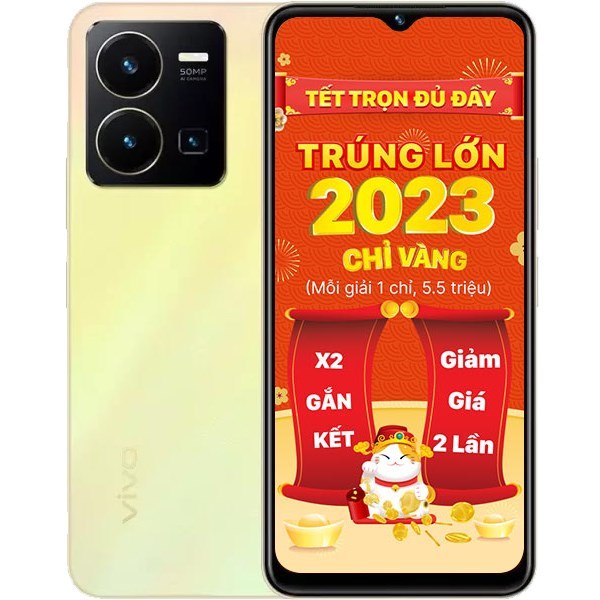 50MP
AI CAMERA
vivo
TẾT TRỌN ĐỦ ĐẦY
TRÚNG LỚN
2023
CHỈ VÀNG
(Mỗi giải 1 chỉ, 5.5 triệu)
X2
GẮN
KẾT
Giảm
Giá
2 Lần